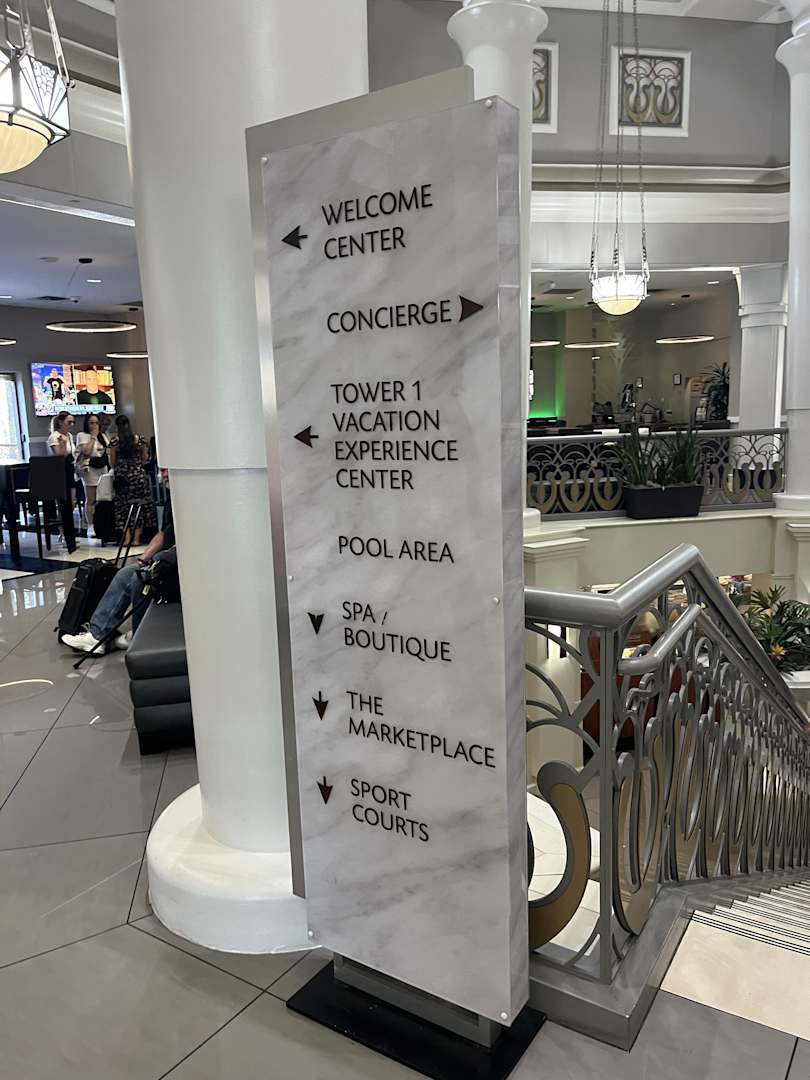 WELCOME
CENTER
CONCIERGE
TOWER 1
VACATION
EXPERIENCE
CENTER
POOL AREA
SPA /
BOUTIQUE
THE
MARKETPLACE
SPORT
COURTS